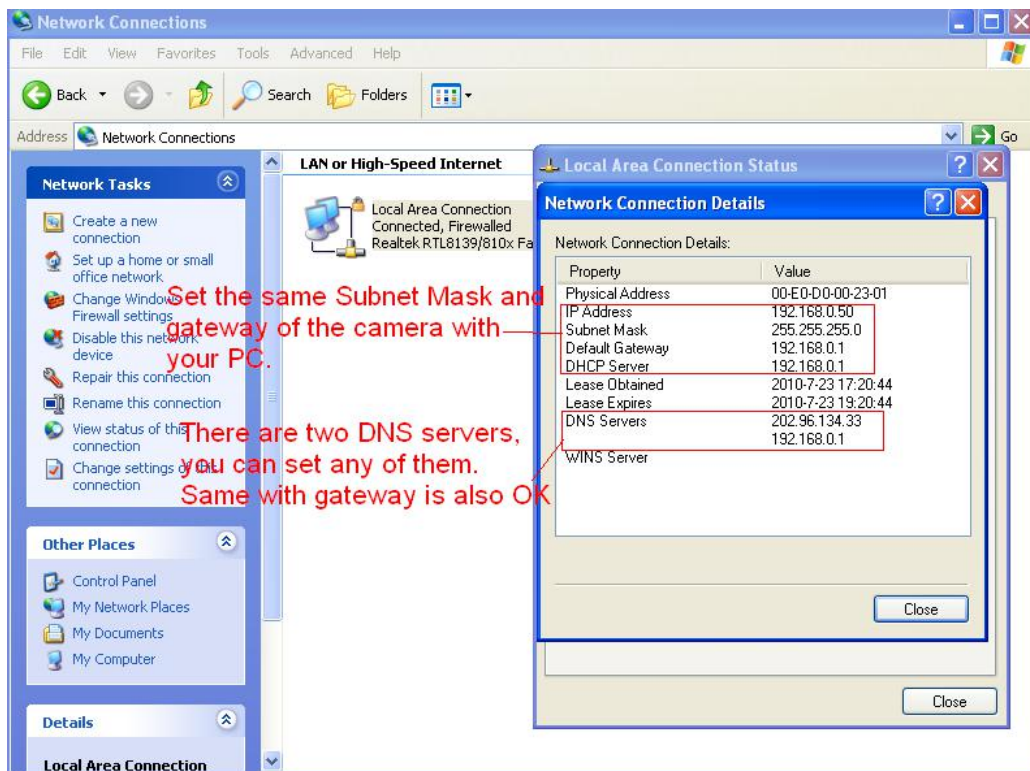 Network Connections
File Edit View Favorites Tools Advanced Help
Back Search Folders
Address Network Connections Go
Network Tasks
Create a new
connection
Set up a home or small
office network
Change Windows
Firewall settings
Disable this network
device
Repair this connection
Rename this connection
View status of this
connection
Change settings of this
connection
Other Places
Control Panel
My Network Places
My Documents
My Computer
Details
Local Area Connection
LAN or High-Speed Internet
Local Area Connection
Connected, Firewalled
Realtek RTL8139/810x Fa
Set the same Subnet Mask and
gateway of the camera with
your PC.
There are two DNS servers,
you can set any of them.
Same with gateway is also OK
Local Area Connection Status
Network Connection Details
Network Connection Details:
Property Value
Physical Address 00-E0-D0-00-23-01
IP Address 192.168.0.50
Subnet Mask 255.255.255.0
Default Gateway 192.168.0.1
DHCP Server 192.168.0.1
Lease Obtained 2010-7-23 17:20:44
Lease Expires 2010-7-23 19:20:44
DNS Servers 202.96.134.33
192.168.0.1
WINS Server
Close
Close